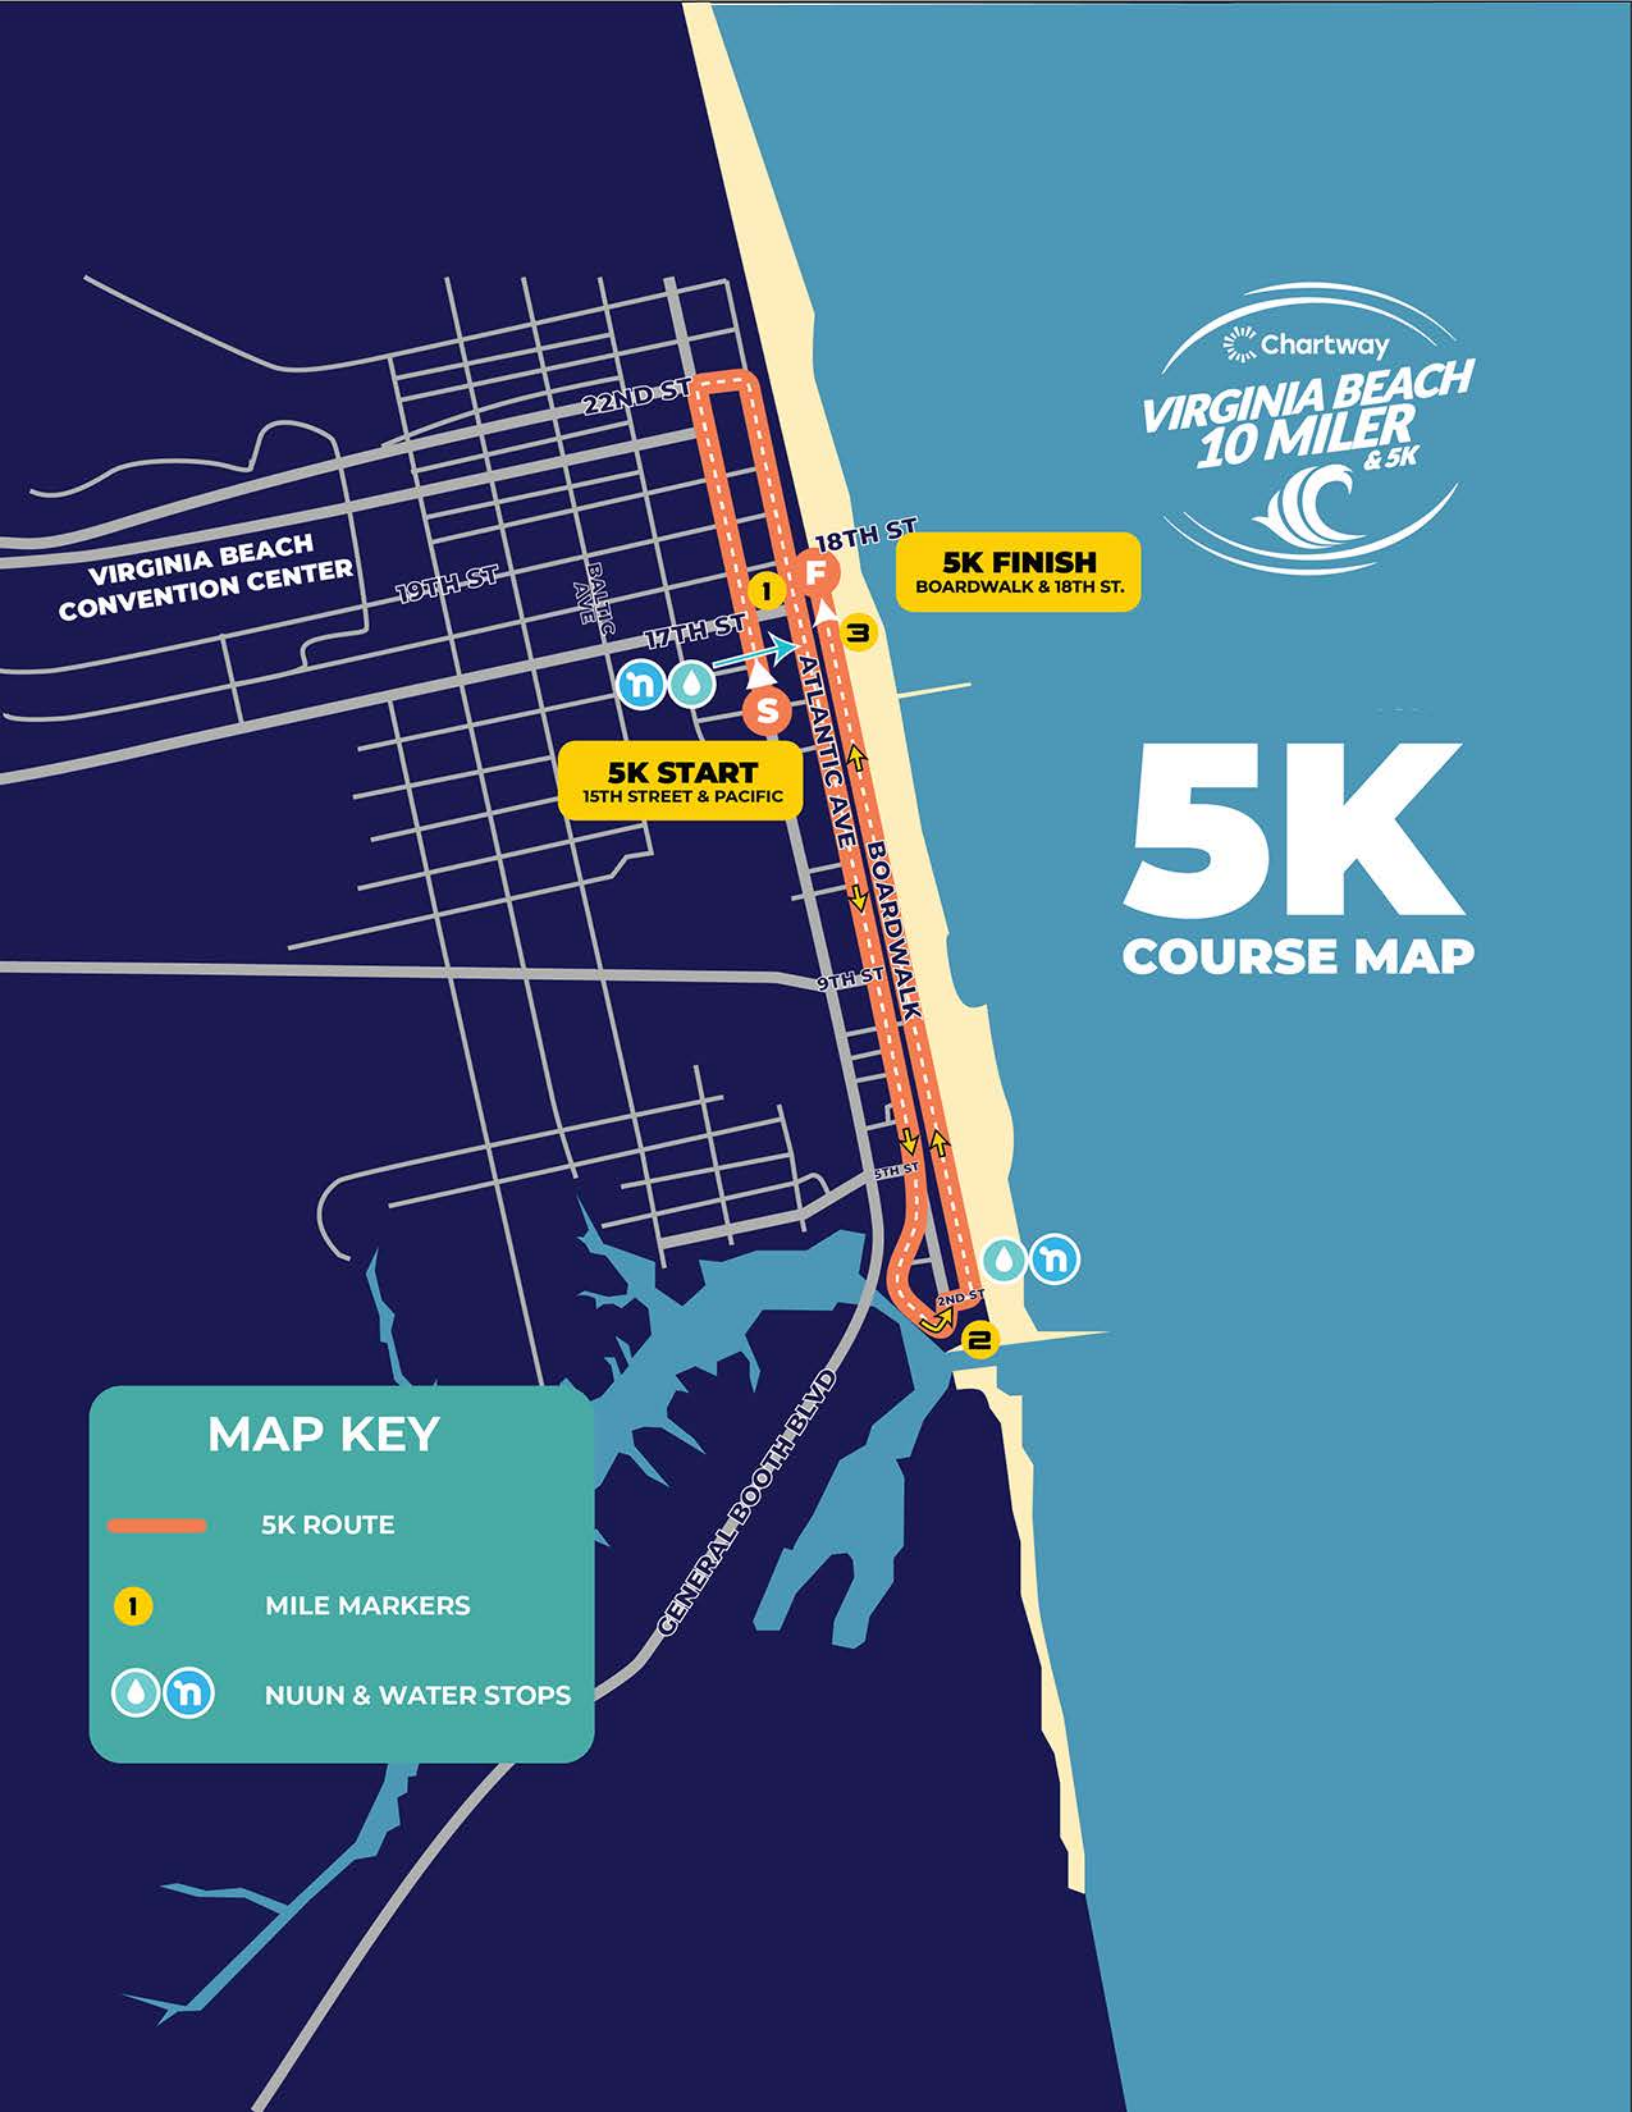 Chartway
VIRGINIA BEACH
10 MILER
& 5K
22ND ST
VIRGINIA BEACH
CONVENTION CENTER
19TH ST
BALTIC
AVE
18TH ST
F
5K FINISH
BOARDWALK & 18TH ST.
1
17TH ST
3
n
S
5K START
15TH STREET & PACIFIC
ATLANTIC AVE
BOARDWALK
5K
COURSE MAP
9TH ST
5TH ST
n
2ND ST
2
GENERAL BOOTH BLVD
MAP KEY
5K ROUTE
1
MILE MARKERS
n
NUUN & WATER STOPS